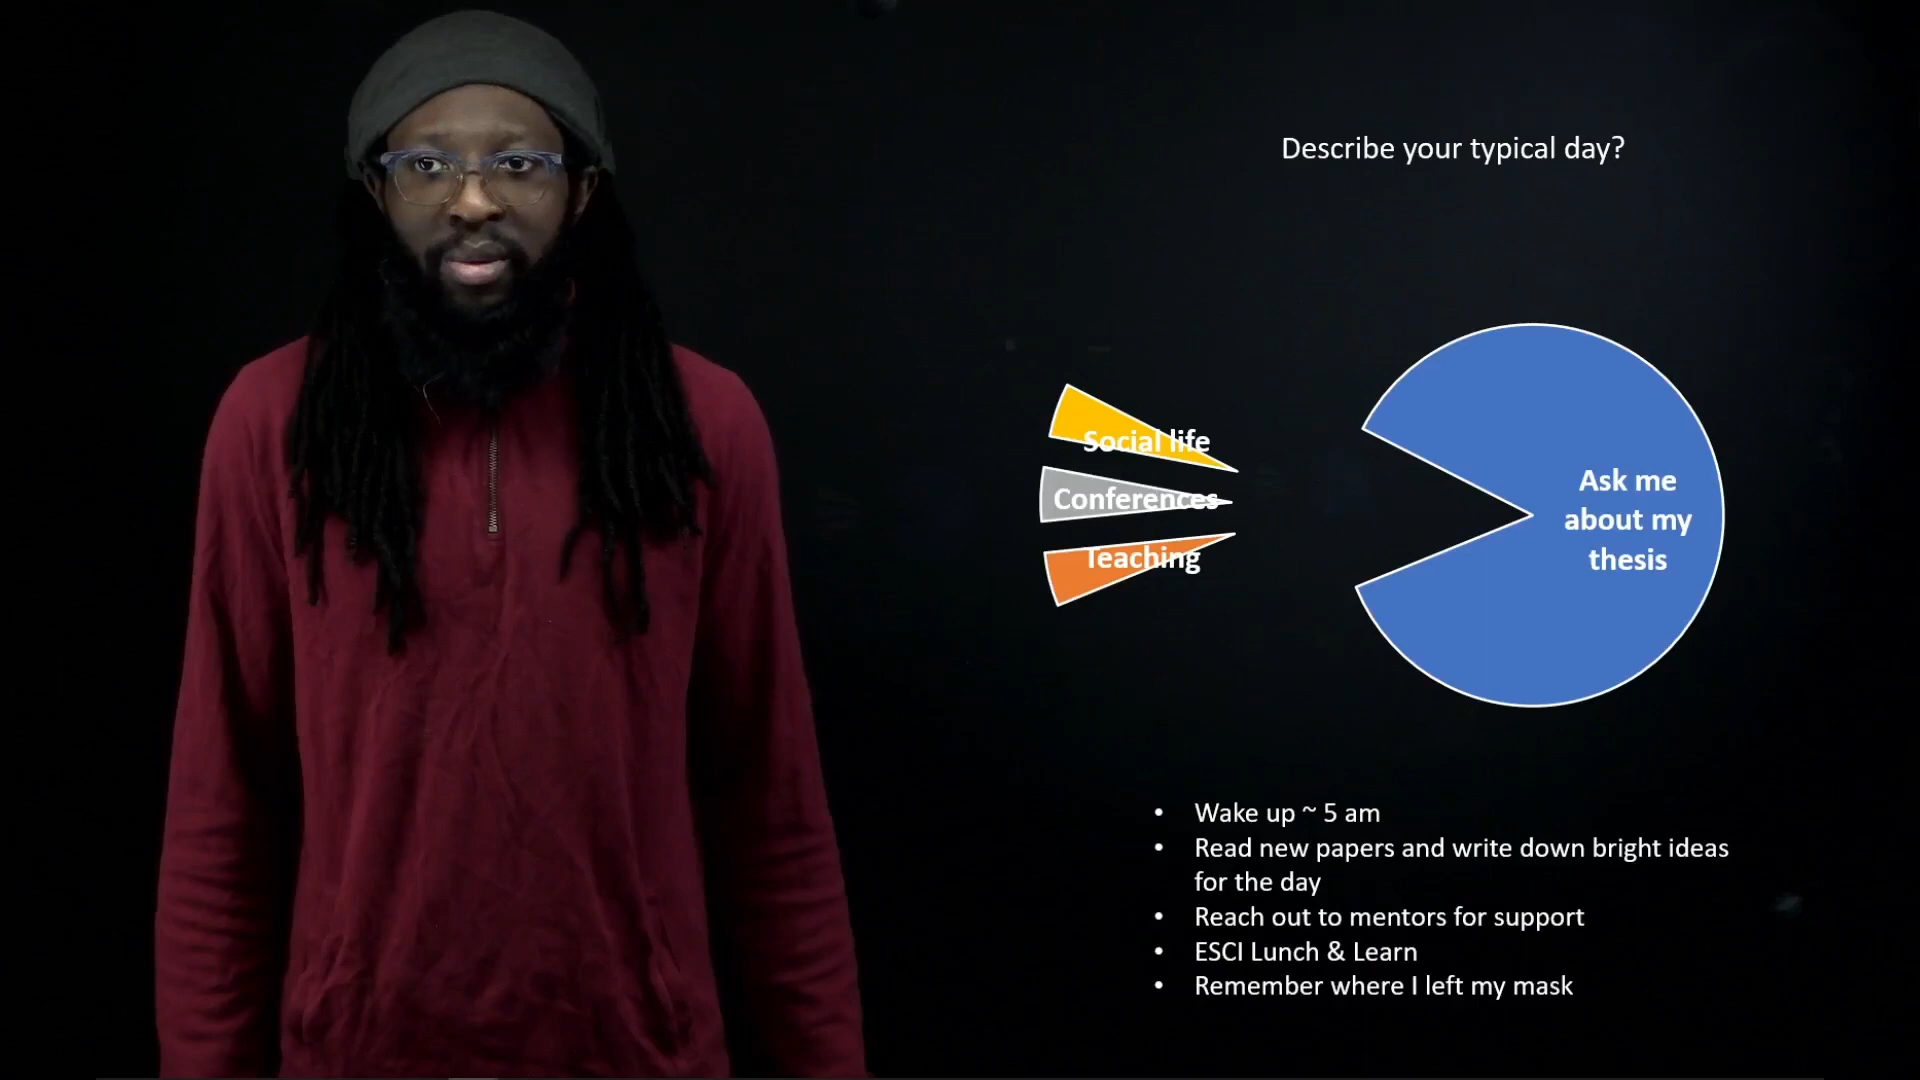 Describe your typical day?
Social life
Conferences
Teaching
Ask me
about my
thesis
• Wake up ~ 5 am
• Read new papers and write down bright ideas
for the day
• Reach out to mentors for support
• ESCI Lunch & Learn
• Remember where I left my mask